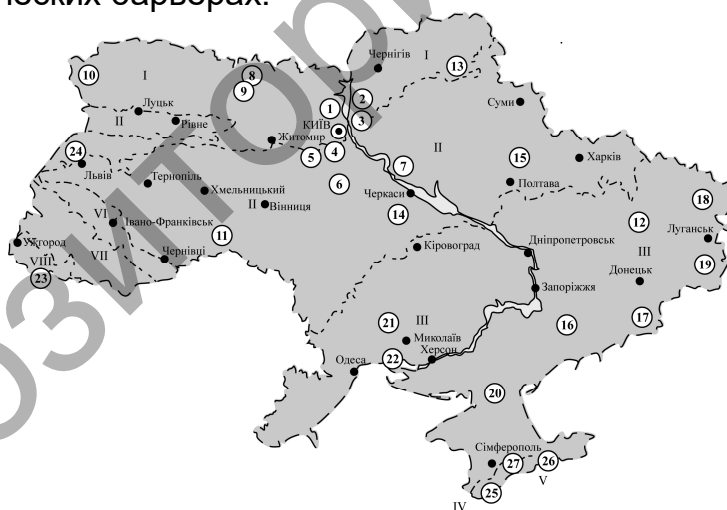 ческих барьерах.
Чернігів
I
13
10
I
8
9
Луцьк
Рівне
II
1
2
3
КИЇВ
4
Житомир
5
Суми
II
24
Львів
Тернопіль
Хмельницький
6
7
15
Харків
Полтава
Черкаси
14
18
VI
Івано-Франківськ
II
Вінниця
12
Луганськ
Ужгород
VII
11
Чернівці
Кіровоград
Дніпропетровськ
III
19
VIII
23
Донецьк
Запоріжжя
21
III
16
17
Миколаїв
Херсон
22
Одеса
20
Сімферополь
27
26
25
V
IV